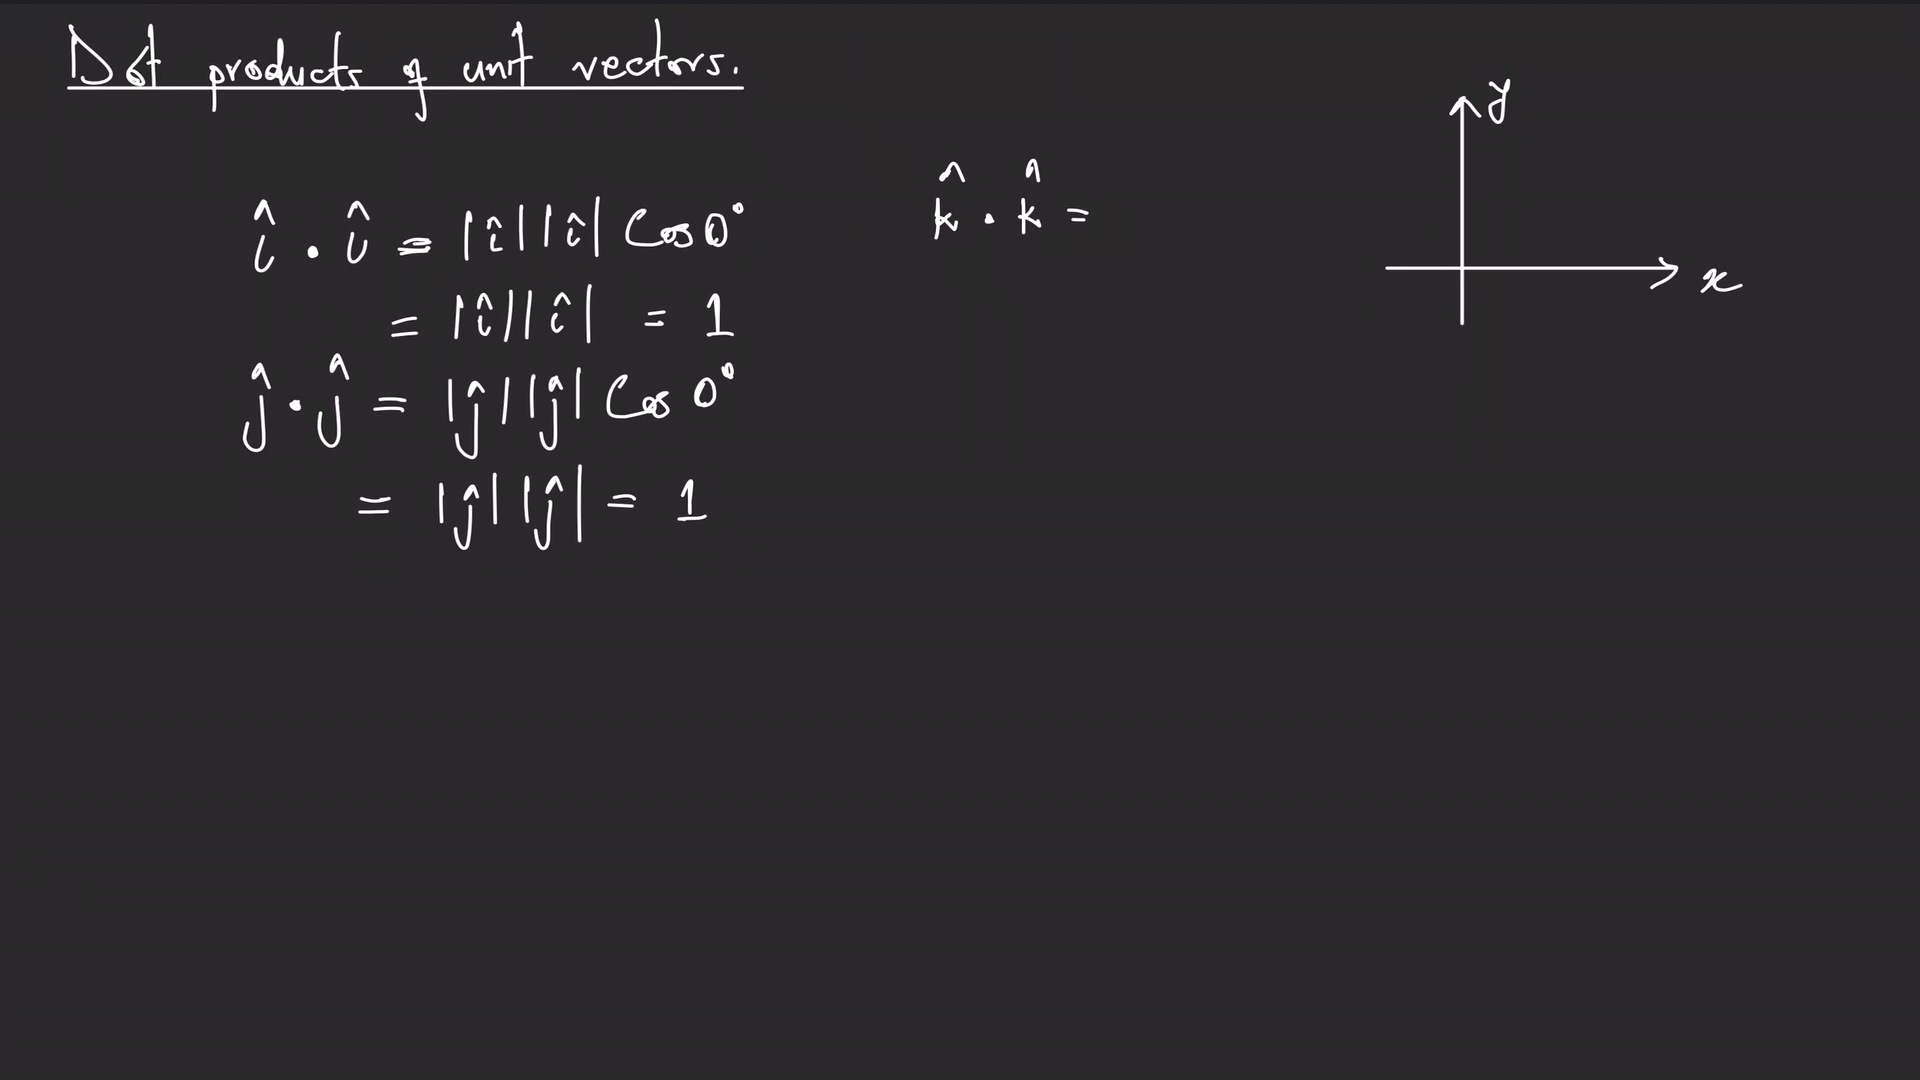 Dot products of unit vectors.
î . î = |î||î| Cos 0°
= |î||î| = 1
ĵ . ĵ = |ĵ||ĵ| Cos 0°
= |ĵ||ĵ| = 1
k̂ . k̂ =
y
x